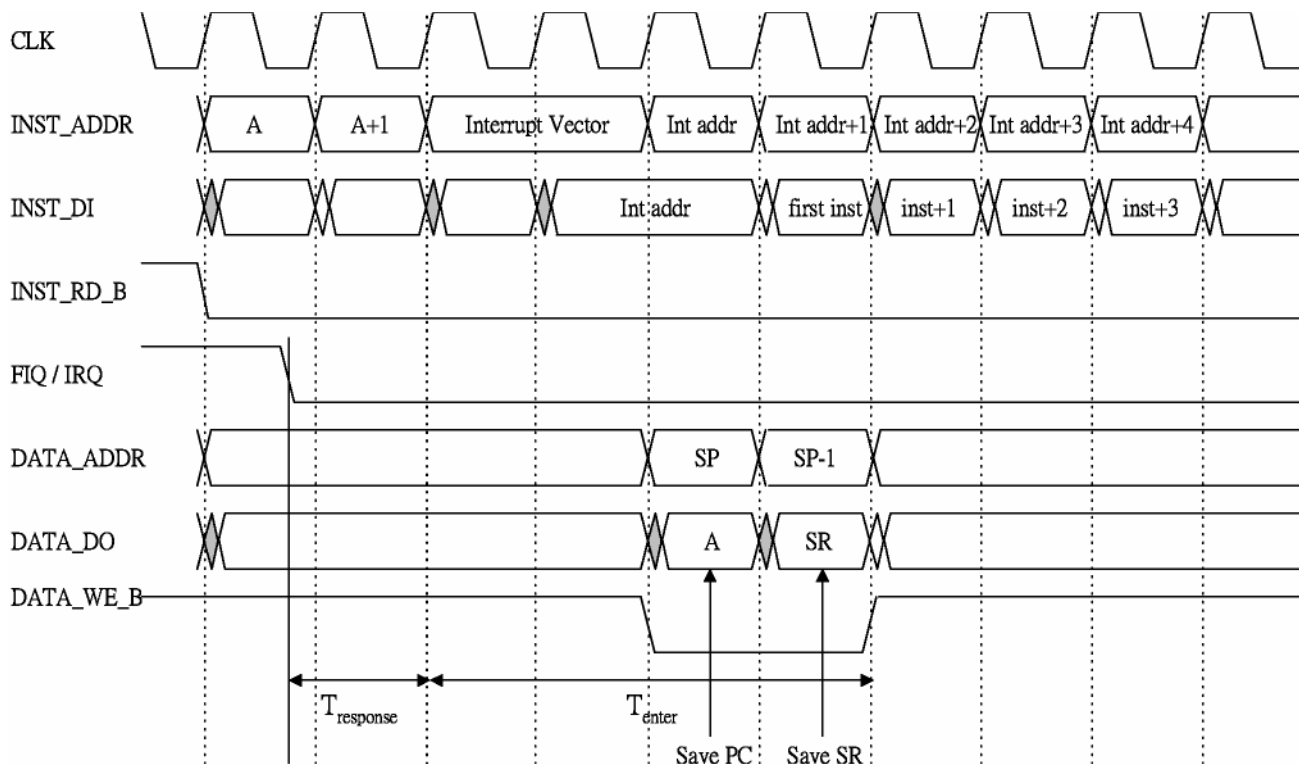 CLK
INST_ADDR A A+1 Interrupt Vector Int addr Int addr+1 Int addr+2 Int addr+3 Int addr+4
INST_DI Int addr first inst inst+1 inst+2 inst+3
INST_RD_B
FIQ / IRQ
DATA_ADDR SP SP-1
DATA_DO A SR
DATA_WE_B
Tresponse Tenter
Save PC Save SR